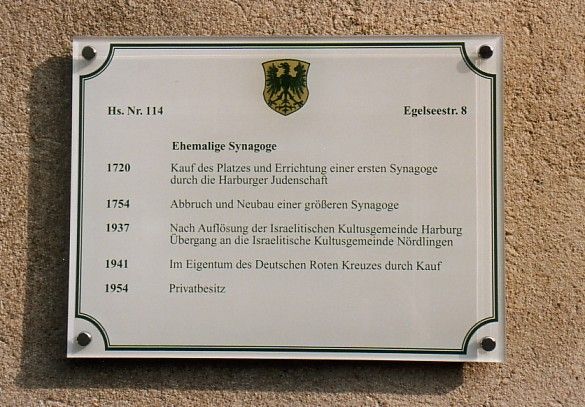 Hs. Nr. 114 Egelseestr. 8
Ehemalige Synagoge
1720 Kauf des Platzes und Errichtung einer ersten Synagoge
durch die Harburger Judenschaft
1754 Abbruch und Neubau einer größeren Synagoge
1937 Nach Auflösung der Israelitischen Kultusgemeinde Harburg
Übergang an die Israelitische Kultusgemeinde Nördlingen
1941 Im Eigentum des Deutschen Roten Kreuzes durch Kauf
1954 Privatbesitz